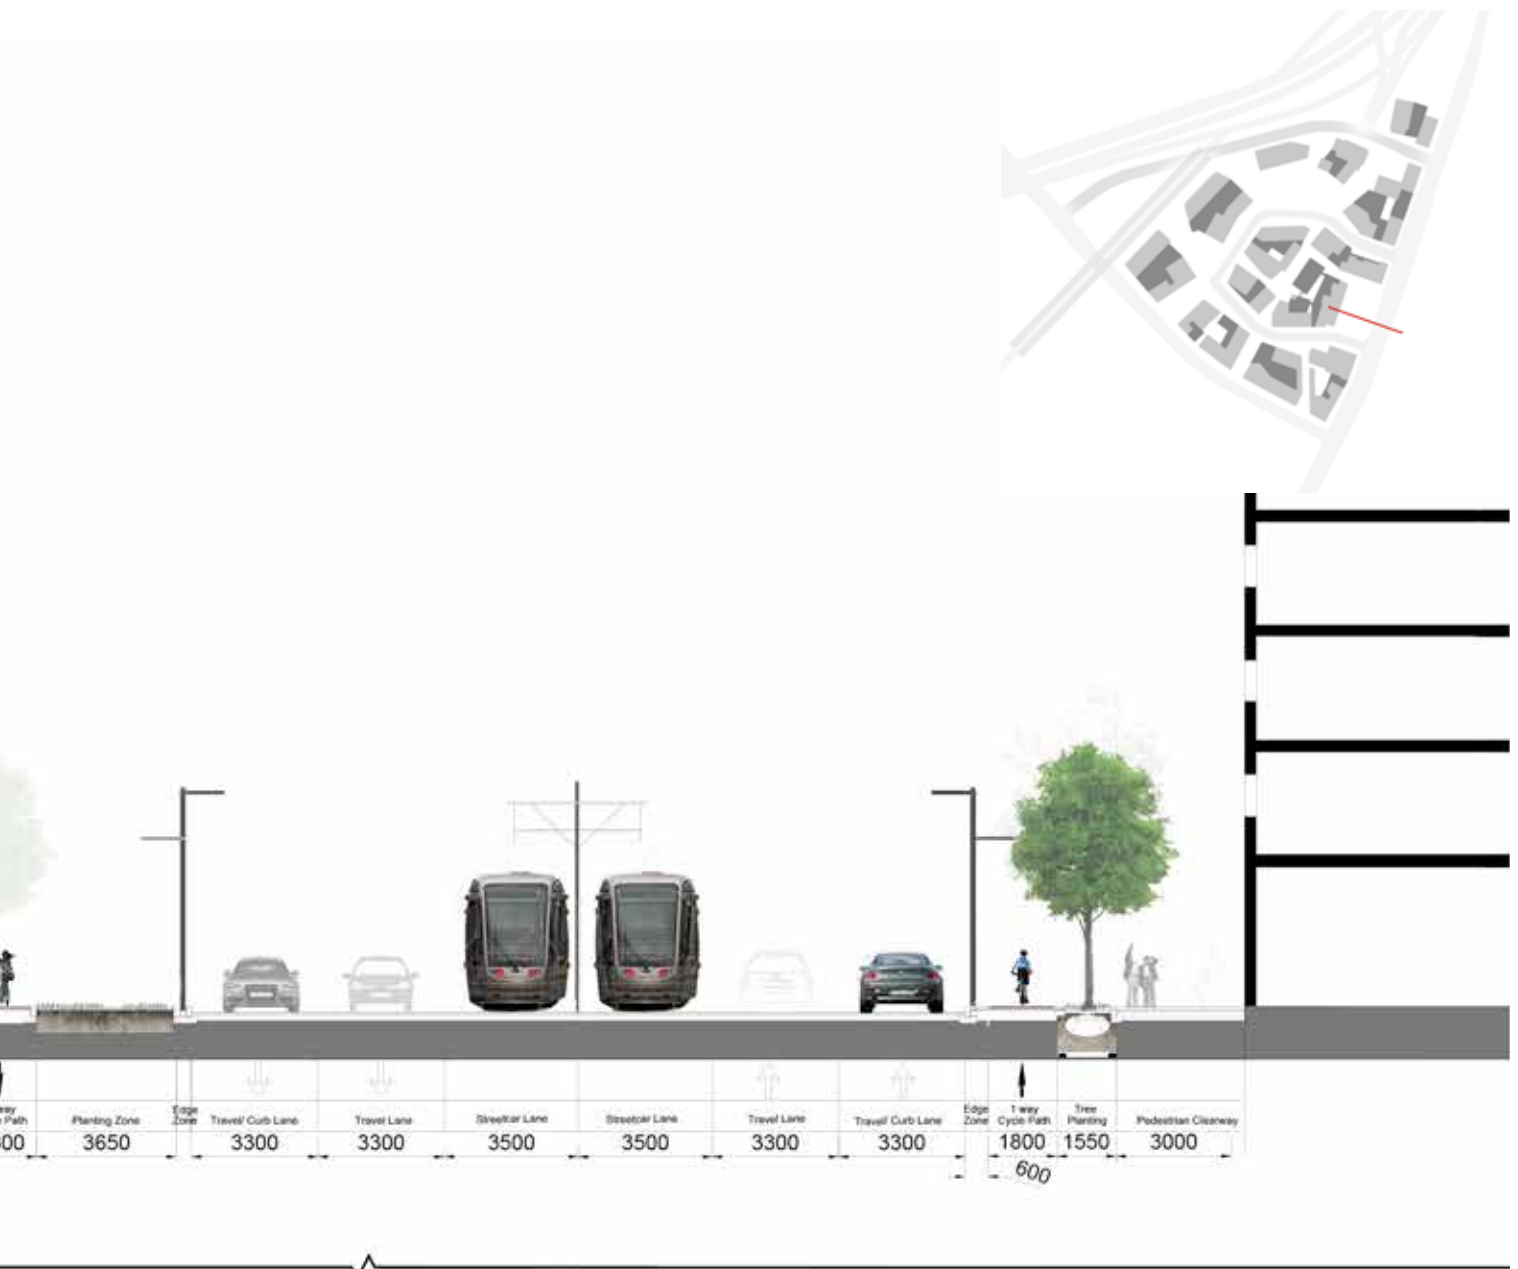 Planting Zone
3650
Edge
Zone
Travel/ Curb Lane
3300
Travel Lane
3300
Streetcar Lane
3500
Streetcar Lane
3500
Travel Lane
3300
Travel/ Curb Lane
3300
Edge
Zone
1 way
Cycle Path
1800
Tree
Planting
1550
Pedestrian Clearway
3000
600